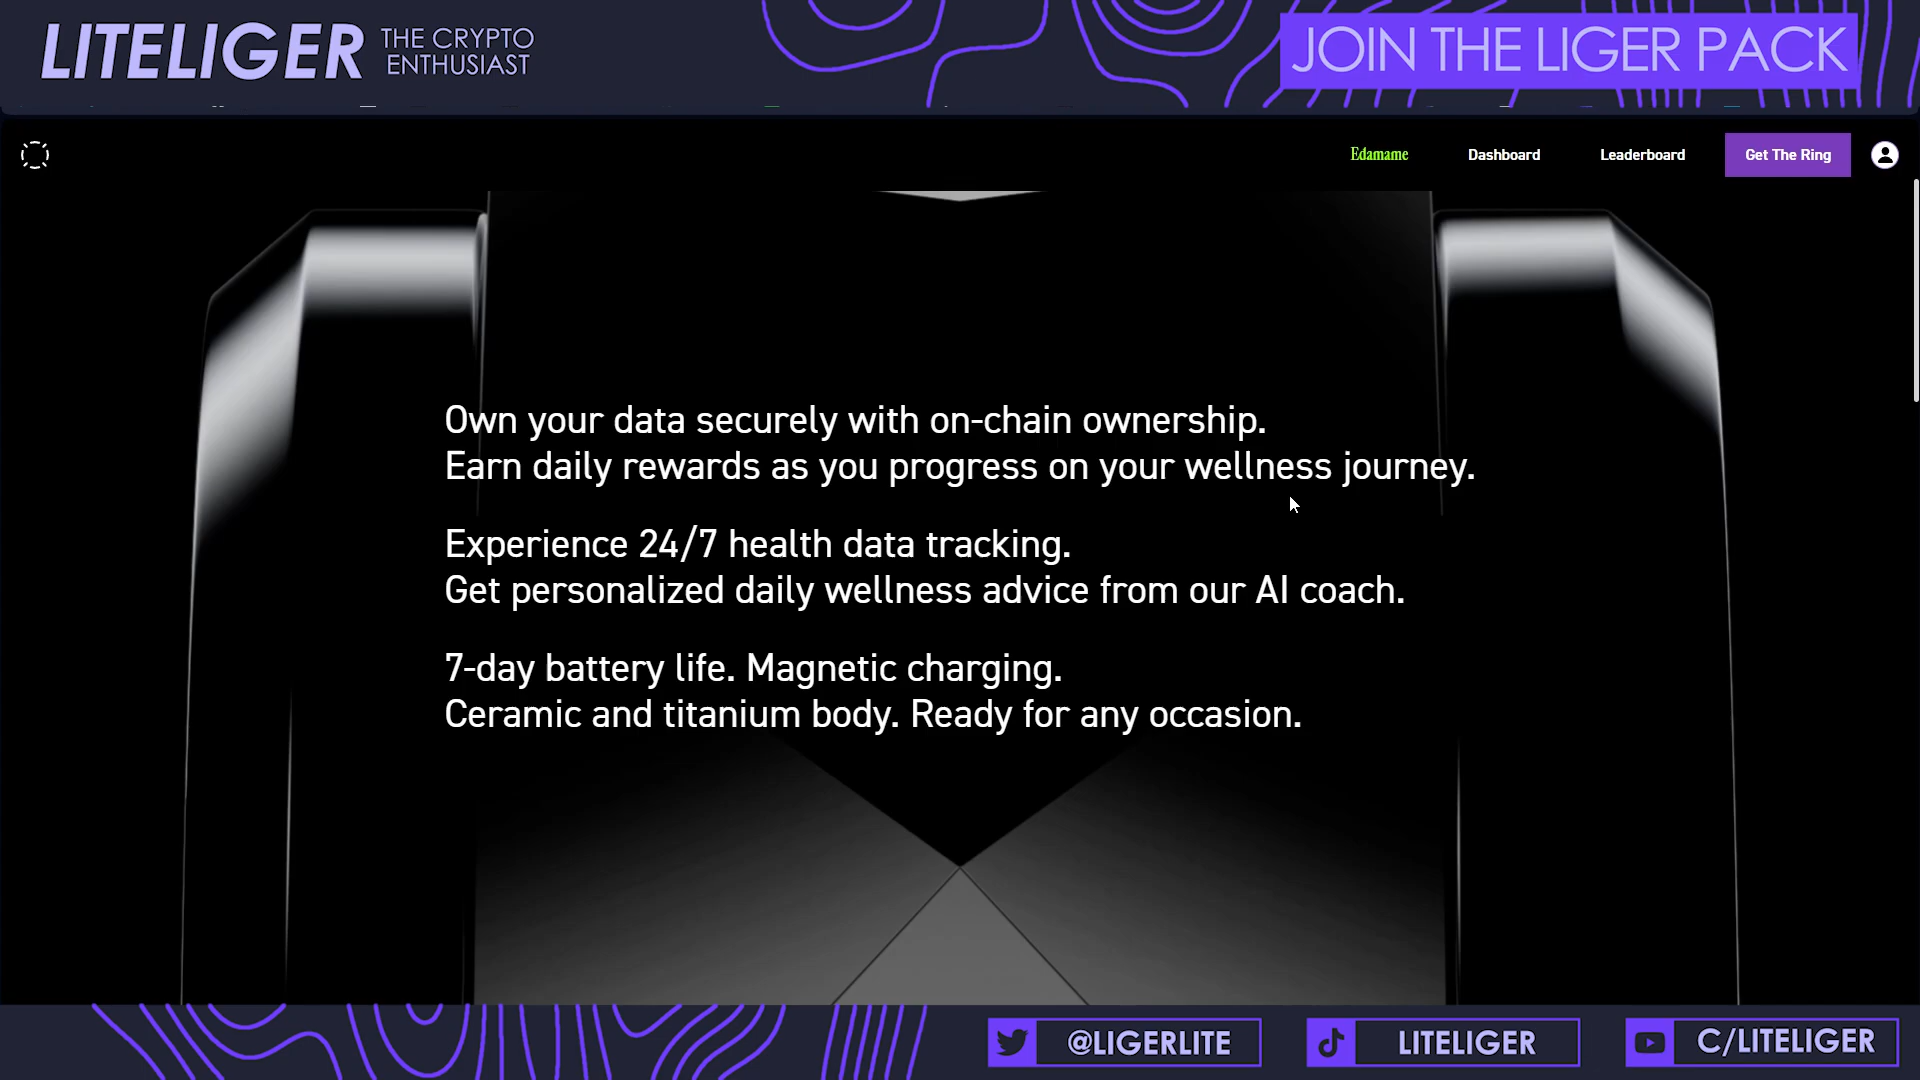 LITELIGER THE CRYPTO
ENTHUSIAST
JOIN THE LIGER PACK
Edamame Dashboard Leaderboard Get The Ring
Own your data securely with on-chain ownership.
Earn daily rewards as you progress on your wellness journey.
Experience 24/7 health data tracking.
Get personalized daily wellness advice from our AI coach.
7-day battery life. Magnetic charging.
Ceramic and titanium body. Ready for any occasion.
@LIGERLITE LITELIGER C/LITELIGER